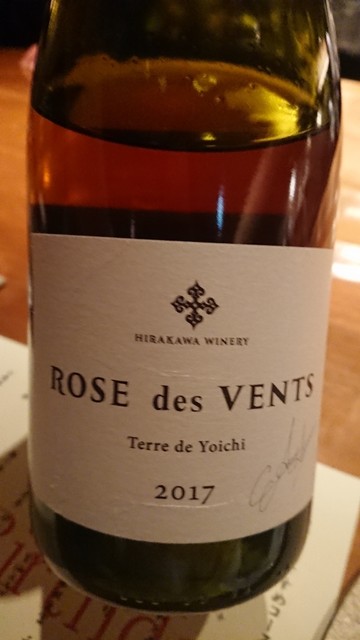 HIRAKAWA WINERY
ROSE des VENTS
Terre de Yoichi
2017